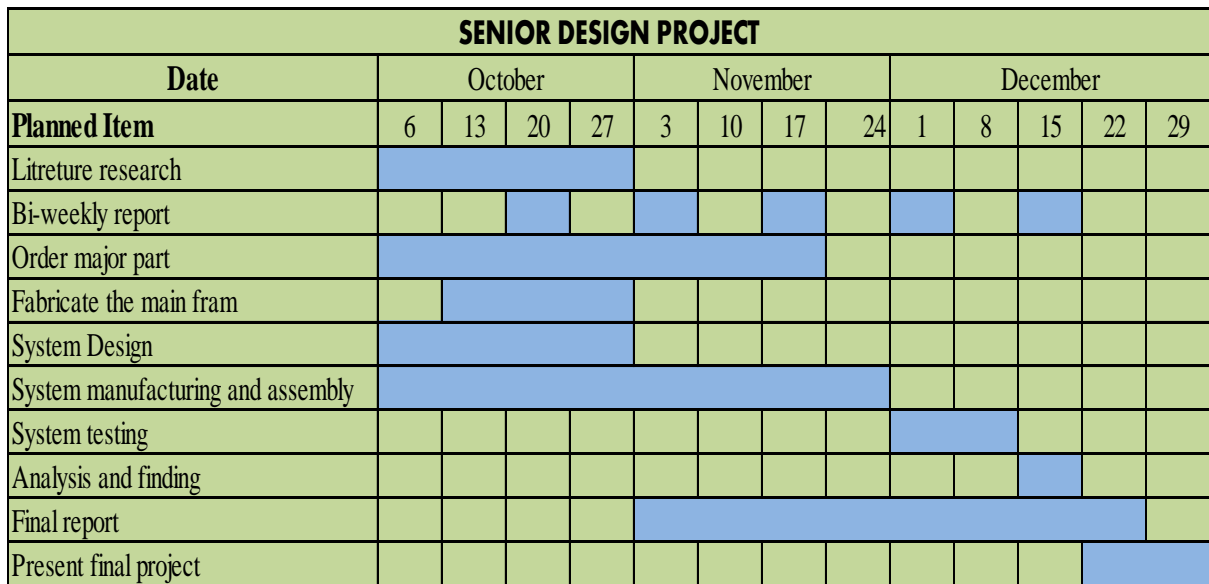 SENIOR DESIGN PROJECT
Date October November December
Planned Item 6 13 20 27 3 10 17 24 1 8 15 22 29
Litreture research
Bi-weekly report
Order major part
Fabricate the main fram
System Design
System manufacturing and assembly
System testing
Analysis and finding
Final report
Present final project